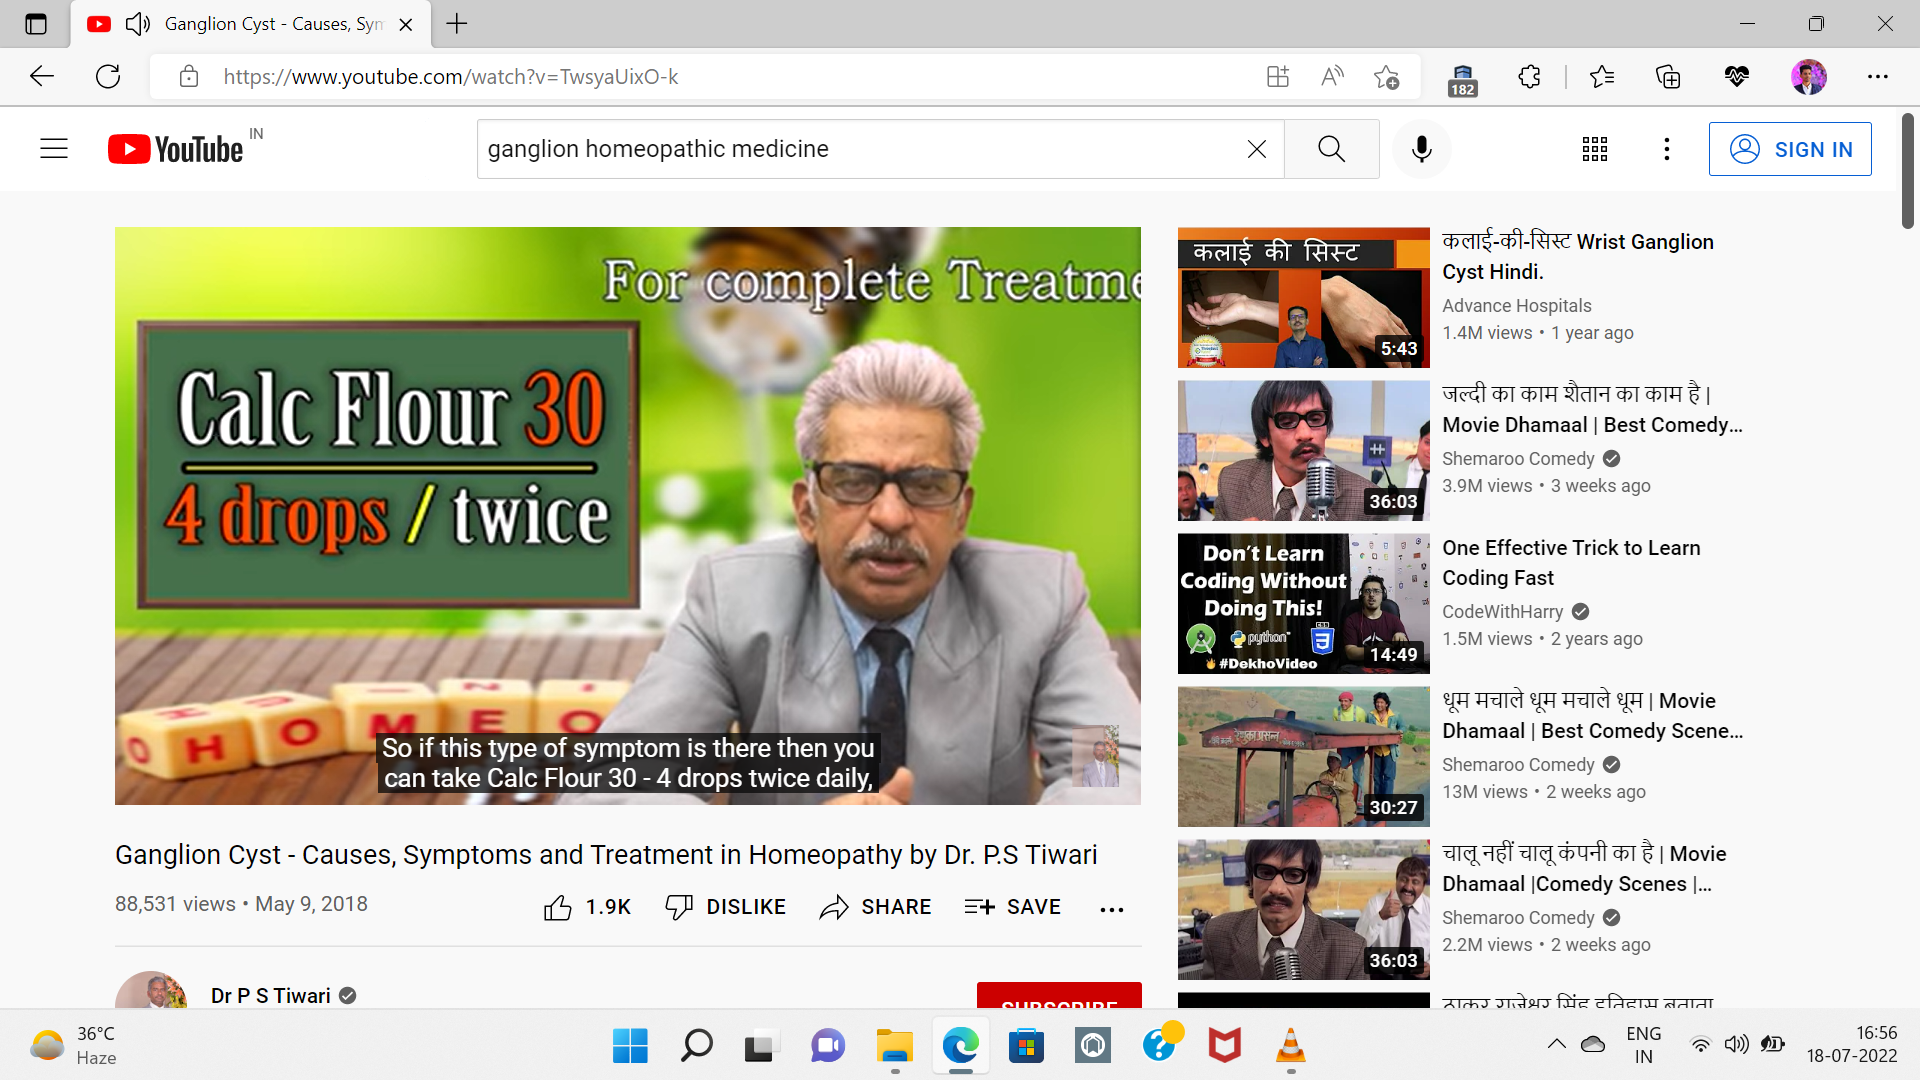 Ganglion Cyst - Causes, Sym
https://www.youtube.com/watch?v=TwsyaUixO-k
182
YouTube IN
ganglion homeopathic medicine
SIGN IN
For complete Treatme
Calc Flour 30
4 drops / twice
O H O M E O
So if this type of symptom is there then you
can take Calc Flour 30 - 4 drops twice daily,
Ganglion Cyst - Causes, Symptoms and Treatment in Homeopathy by Dr. P.S Tiwari
88,531 views • May 9, 2018
1.9K DISLIKE SHARE SAVE
Dr P S Tiwari
SUBSCRIBE
कलाई की सिस्ट
5:43
कलाई-की-सिस्ट Wrist Ganglion
Cyst Hindi.
Advance Hospitals
1.4M views • 1 year ago
36:03
जल्दी का काम शैतान का काम है |
Movie Dhamaal | Best Comedy...
Shemaroo Comedy
3.9M views • 3 weeks ago
Don't Learn
Coding Without
Doing This!
python
#DekhoVideo
14:49
One Effective Trick to Learn
Coding Fast
CodeWithHarry
1.5M views • 2 years ago
30:27
धूम मचाले धूम मचाले धूम | Movie
Dhamaal | Best Comedy Scene...
Shemaroo Comedy
13M views • 2 weeks ago
36:03
चालू नहीं चालू कंपनी का है | Movie
Dhamaal |Comedy Scenes |...
Shemaroo Comedy
2.2M views • 2 weeks ago
ठाकुर राजेश्वर सिंह इतिहास बताता
36°C
Haze
ENG
IN
16:56
18-07-2022